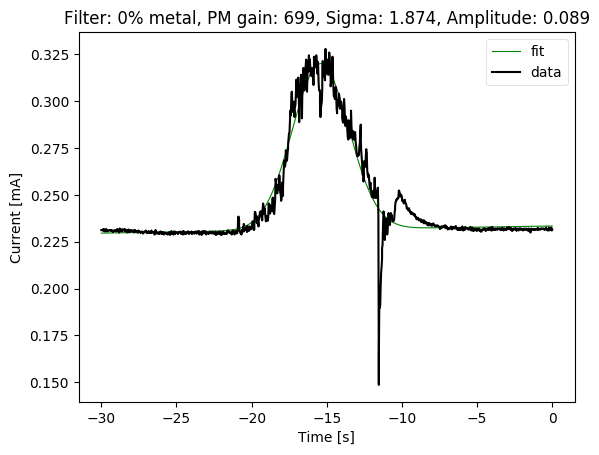 Filter: 0% metal, PM gain: 699, Sigma: 1.874, Amplitude: 0.089
fit
data
0.325
0.300
0.275
0.250
0.225
0.200
0.175
0.150
Current [mA]
−30 −25 −20 −15 −10 −5 0
Time [s]